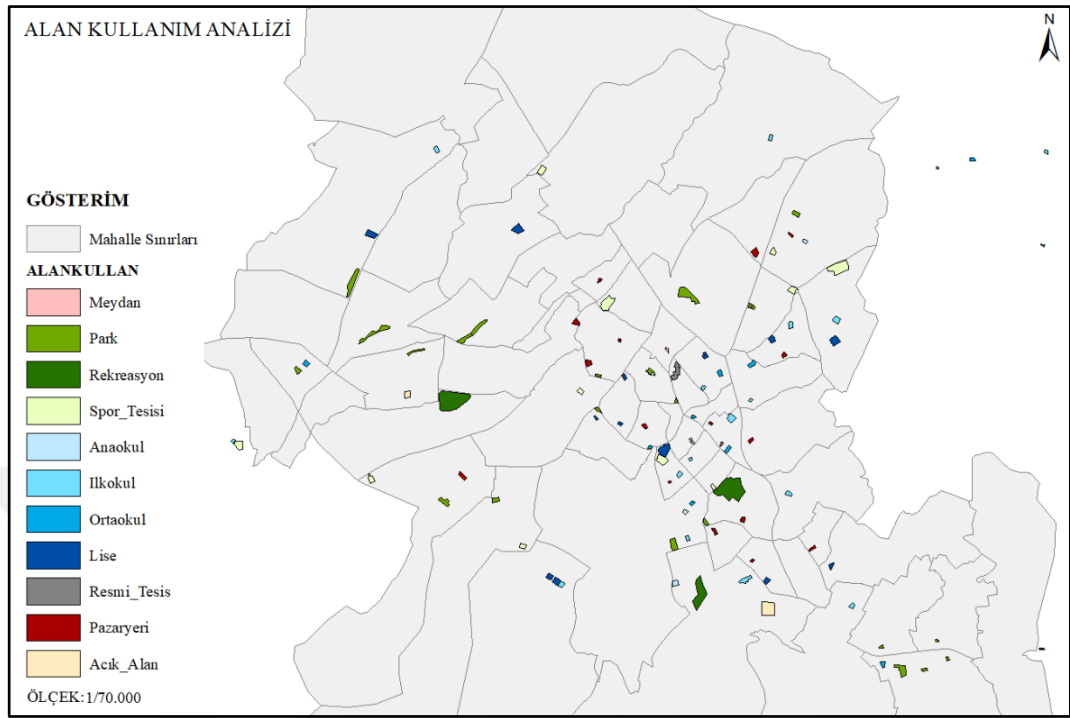 ALAN KULLANIM ANALİZİ
N
GÖSTERİM
Mahalle Sınırları
ALANKULLAN
Meydan
Park
Rekreasyon
Spor_Tesisi
Anaokul
Ilkokul
Ortaokul
Lise
Resmi_Tesis
Pazaryeri
Acık_Alan
ÖLÇEK:1/70.000